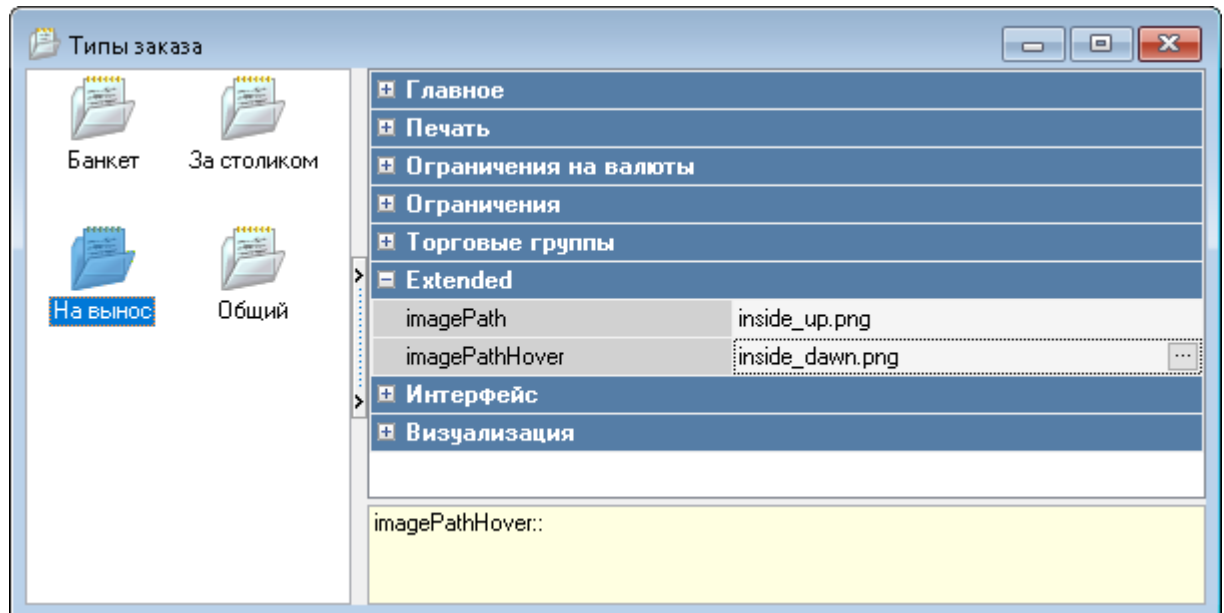 Типы заказа
Банкет
За столиком
На вынос
Общий
Главное
Печать
Ограничения на валюты
Ограничения
Торговые группы
Extended
imagePath inside_up.png
imagePathHover inside_dawn.png ...
Интерфейс
Визуализация
imagePathHover::